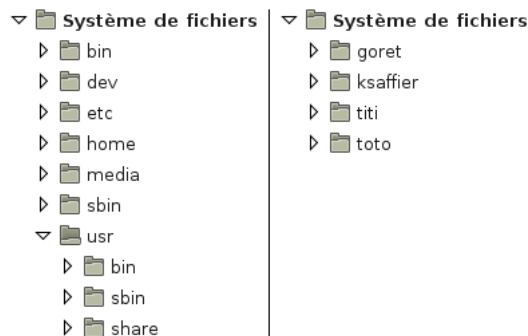 Système de fichiers
bin
dev
etc
home
media
sbin
usr
bin
sbin
share
Système de fichiers
goret
ksaffier
titi
toto